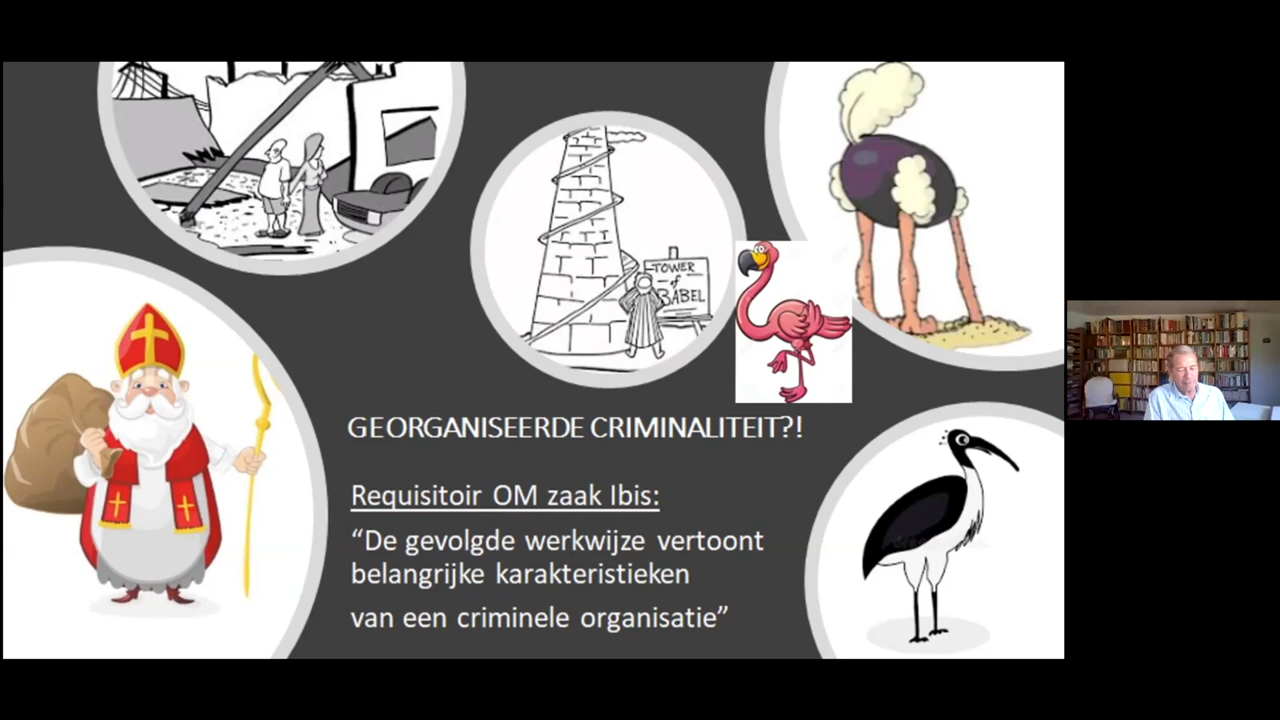 TOWER
of
BABEL
GEORGANISEERDE CRIMINALITEIT?!
Requisitoir OM zaak Ibis:
“De gevolgde werkwijze vertoont
belangrijke karakteristieken
van een criminele organisatie”